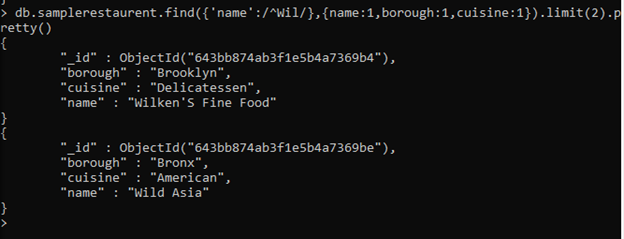 > db.samplerestaurent.find({'name':/^Wil/},{name:1,borough:1,cuisine:1}).limit(2).p
retty()
{
        "_id" : ObjectId("643bb874ab3f1e5b4a7369b4"),
        "borough" : "Brooklyn",
        "cuisine" : "Delicatessen",
        "name" : "Wilken'S Fine Food"
}
{
        "_id" : ObjectId("643bb874ab3f1e5b4a7369be"),
        "borough" : "Bronx",
        "cuisine" : "American",
        "name" : "Wild Asia"
}
>